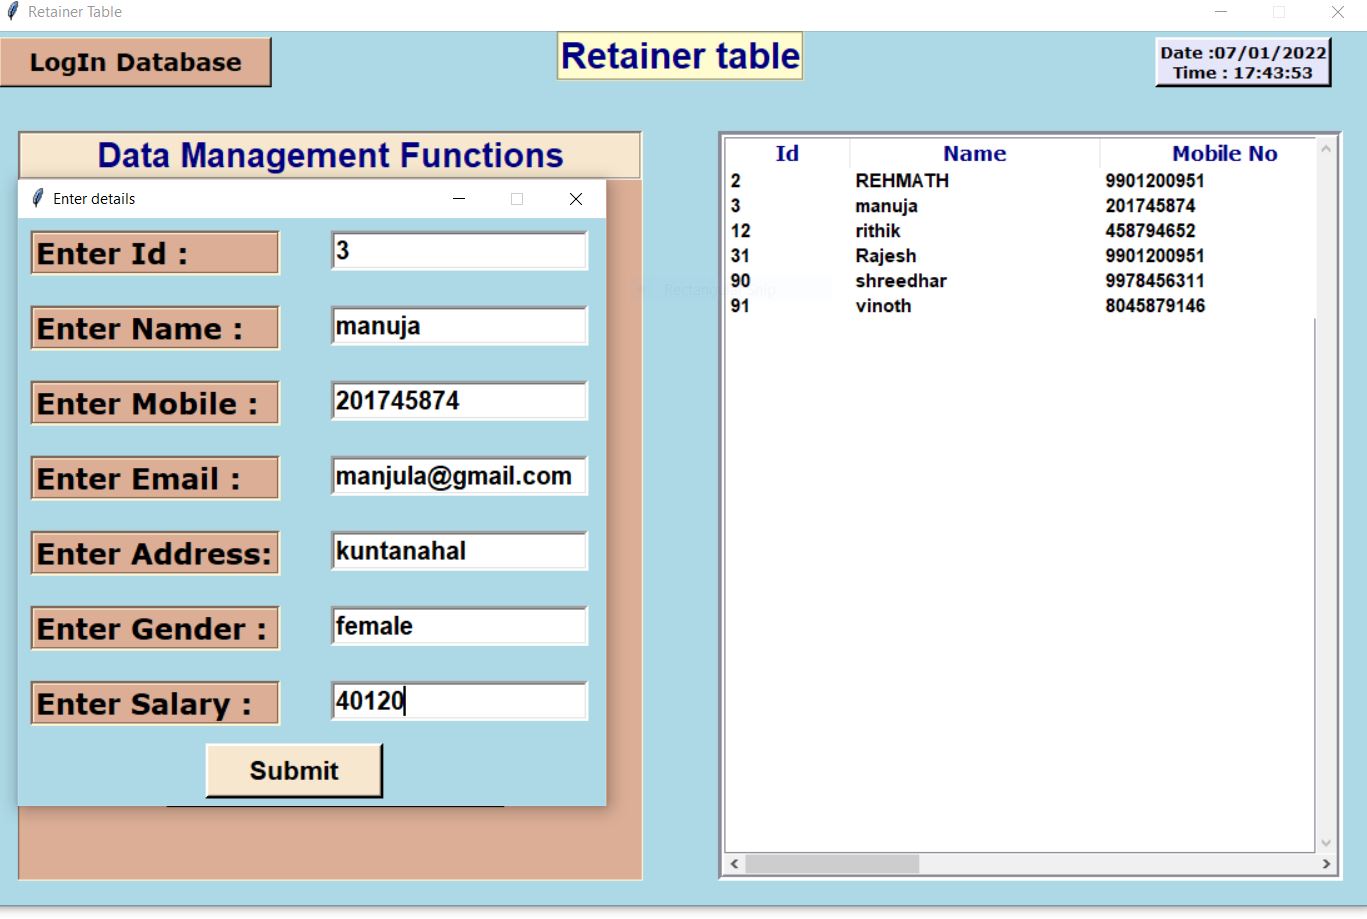 Retainer Table
LogIn Database
Retainer table
Date :07/01/2022
Time : 17:43:53
Data Management Functions
Enter details
Enter Id :
3
Enter Name :
manuja
Enter Mobile :
201745874
Enter Email :
manjula@gmail.com
Enter Address:
kuntanahal
Enter Gender :
female
Enter Salary :
40120
Submit
Id Name Mobile No
2 REHMATH 9901200951
3 manuja 201745874
12 rithik 458794652
31 Rajesh 9901200951
90 shreedhar 9978456311
91 vinoth 8045879146